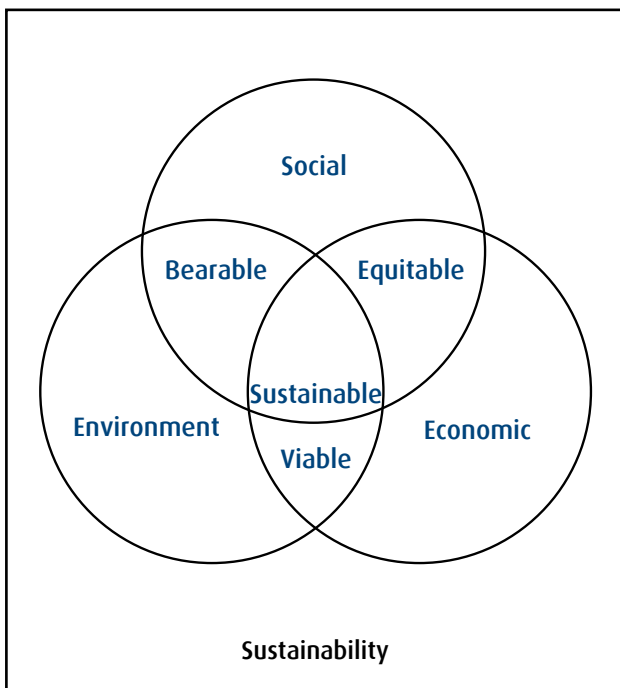 Social
Bearable
Equitable
Sustainable
Environment
Economic
Viable
Sustainability